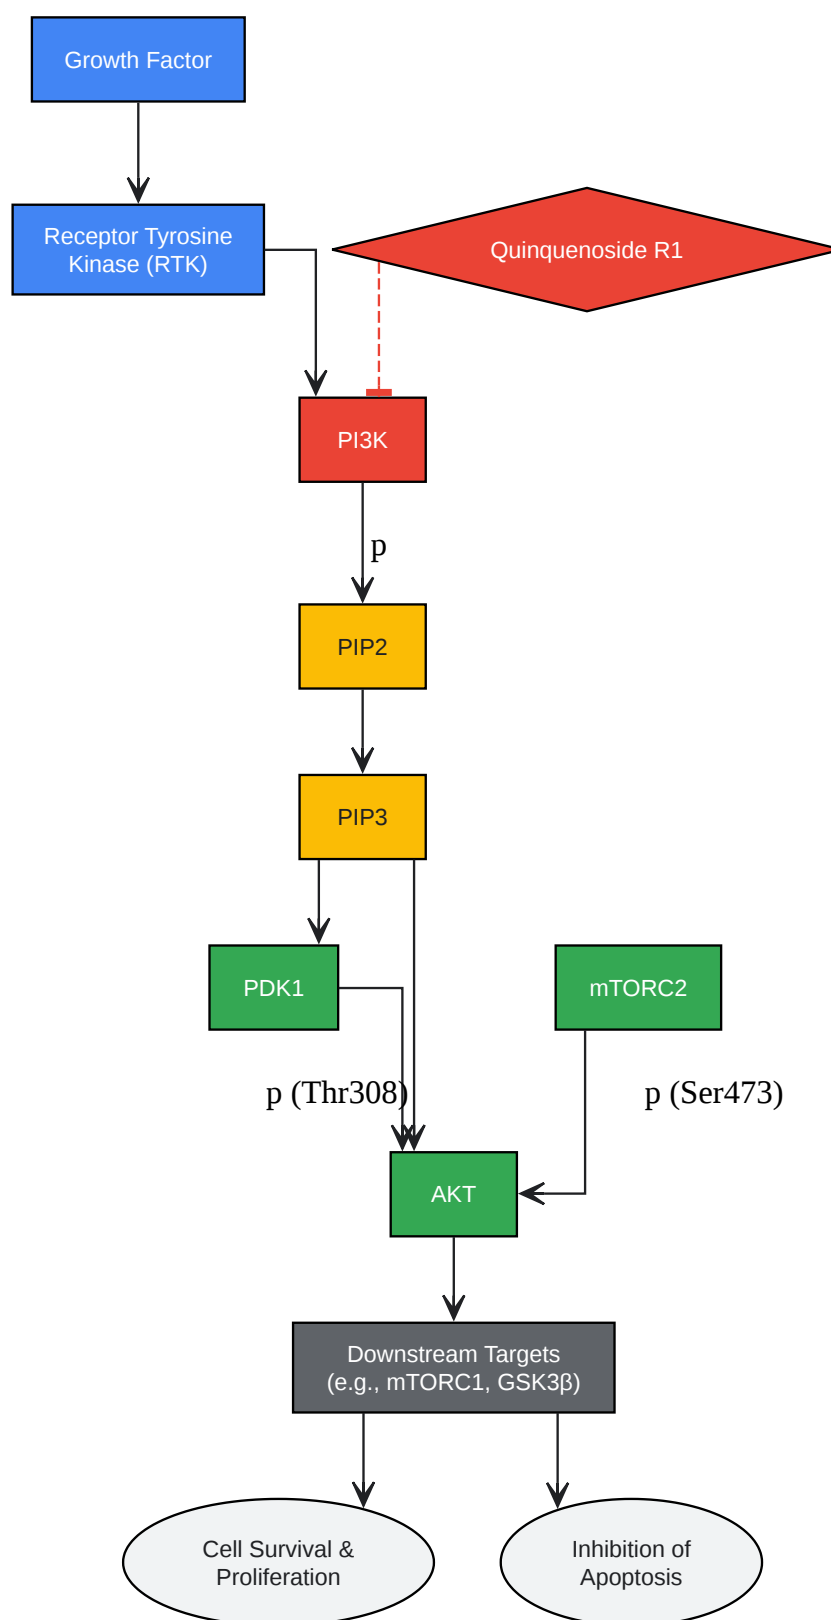 Growth Factor
Receptor Tyrosine
Kinase (RTK)
Quinquenoside R1
PI3K
p
PIP2
PIP3
PDK1
mTORC2
p (Thr308)
p (Ser473)
AKT
Downstream Targets
(e.g., mTORC1, GSK3β)
Cell Survival &
Proliferation
Inhibition of
Apoptosis